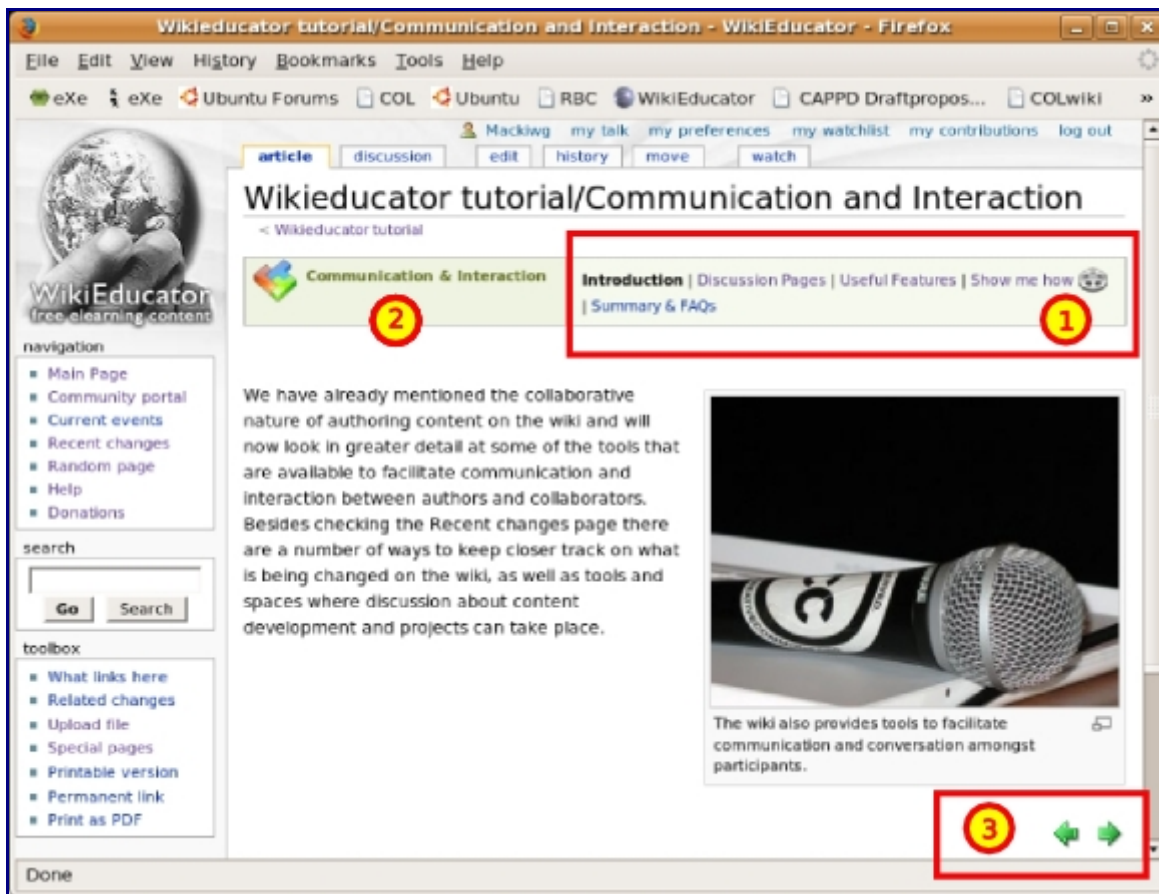 Wikieducator tutorial/Communication and Interaction - WikiEducator - Firefox
File Edit View History Bookmarks Tools Help
eXe eXe Ubuntu Forums COL Ubuntu RBC WikiEducator CAPPD Draftpropos... COLwiki »
Mackiwg my talk my preferences my watchlist my contributions log out
article discussion edit history move watch
Wikieducator tutorial/Communication and Interaction
< Wikieducator tutorial
Communication & Interaction
2
Introduction | Discussion Pages | Useful Features | Show me how
| Summary & FAQs
1
WikiEducator
free elearning content
navigation
Main Page
Community portal
Current events
Recent changes
Random page
Help
Donations
search
Go Search
toolbox
What links here
Related changes
Upload file
Special pages
Printable version
Permanent link
Print as PDF
We have already mentioned the collaborative
nature of authoring content on the wiki and will
now look in greater detail at some of the tools that
are available to facilitate communication and
interaction between authors and collaborators.
Besides checking the Recent changes page there
are a number of ways to keep closer track on what
is being changed on the wiki, as well as tools and
spaces where discussion about content
development and projects can take place.
cc
The wiki also provides tools to facilitate
communication and conversation amongst
participants.
3
Done